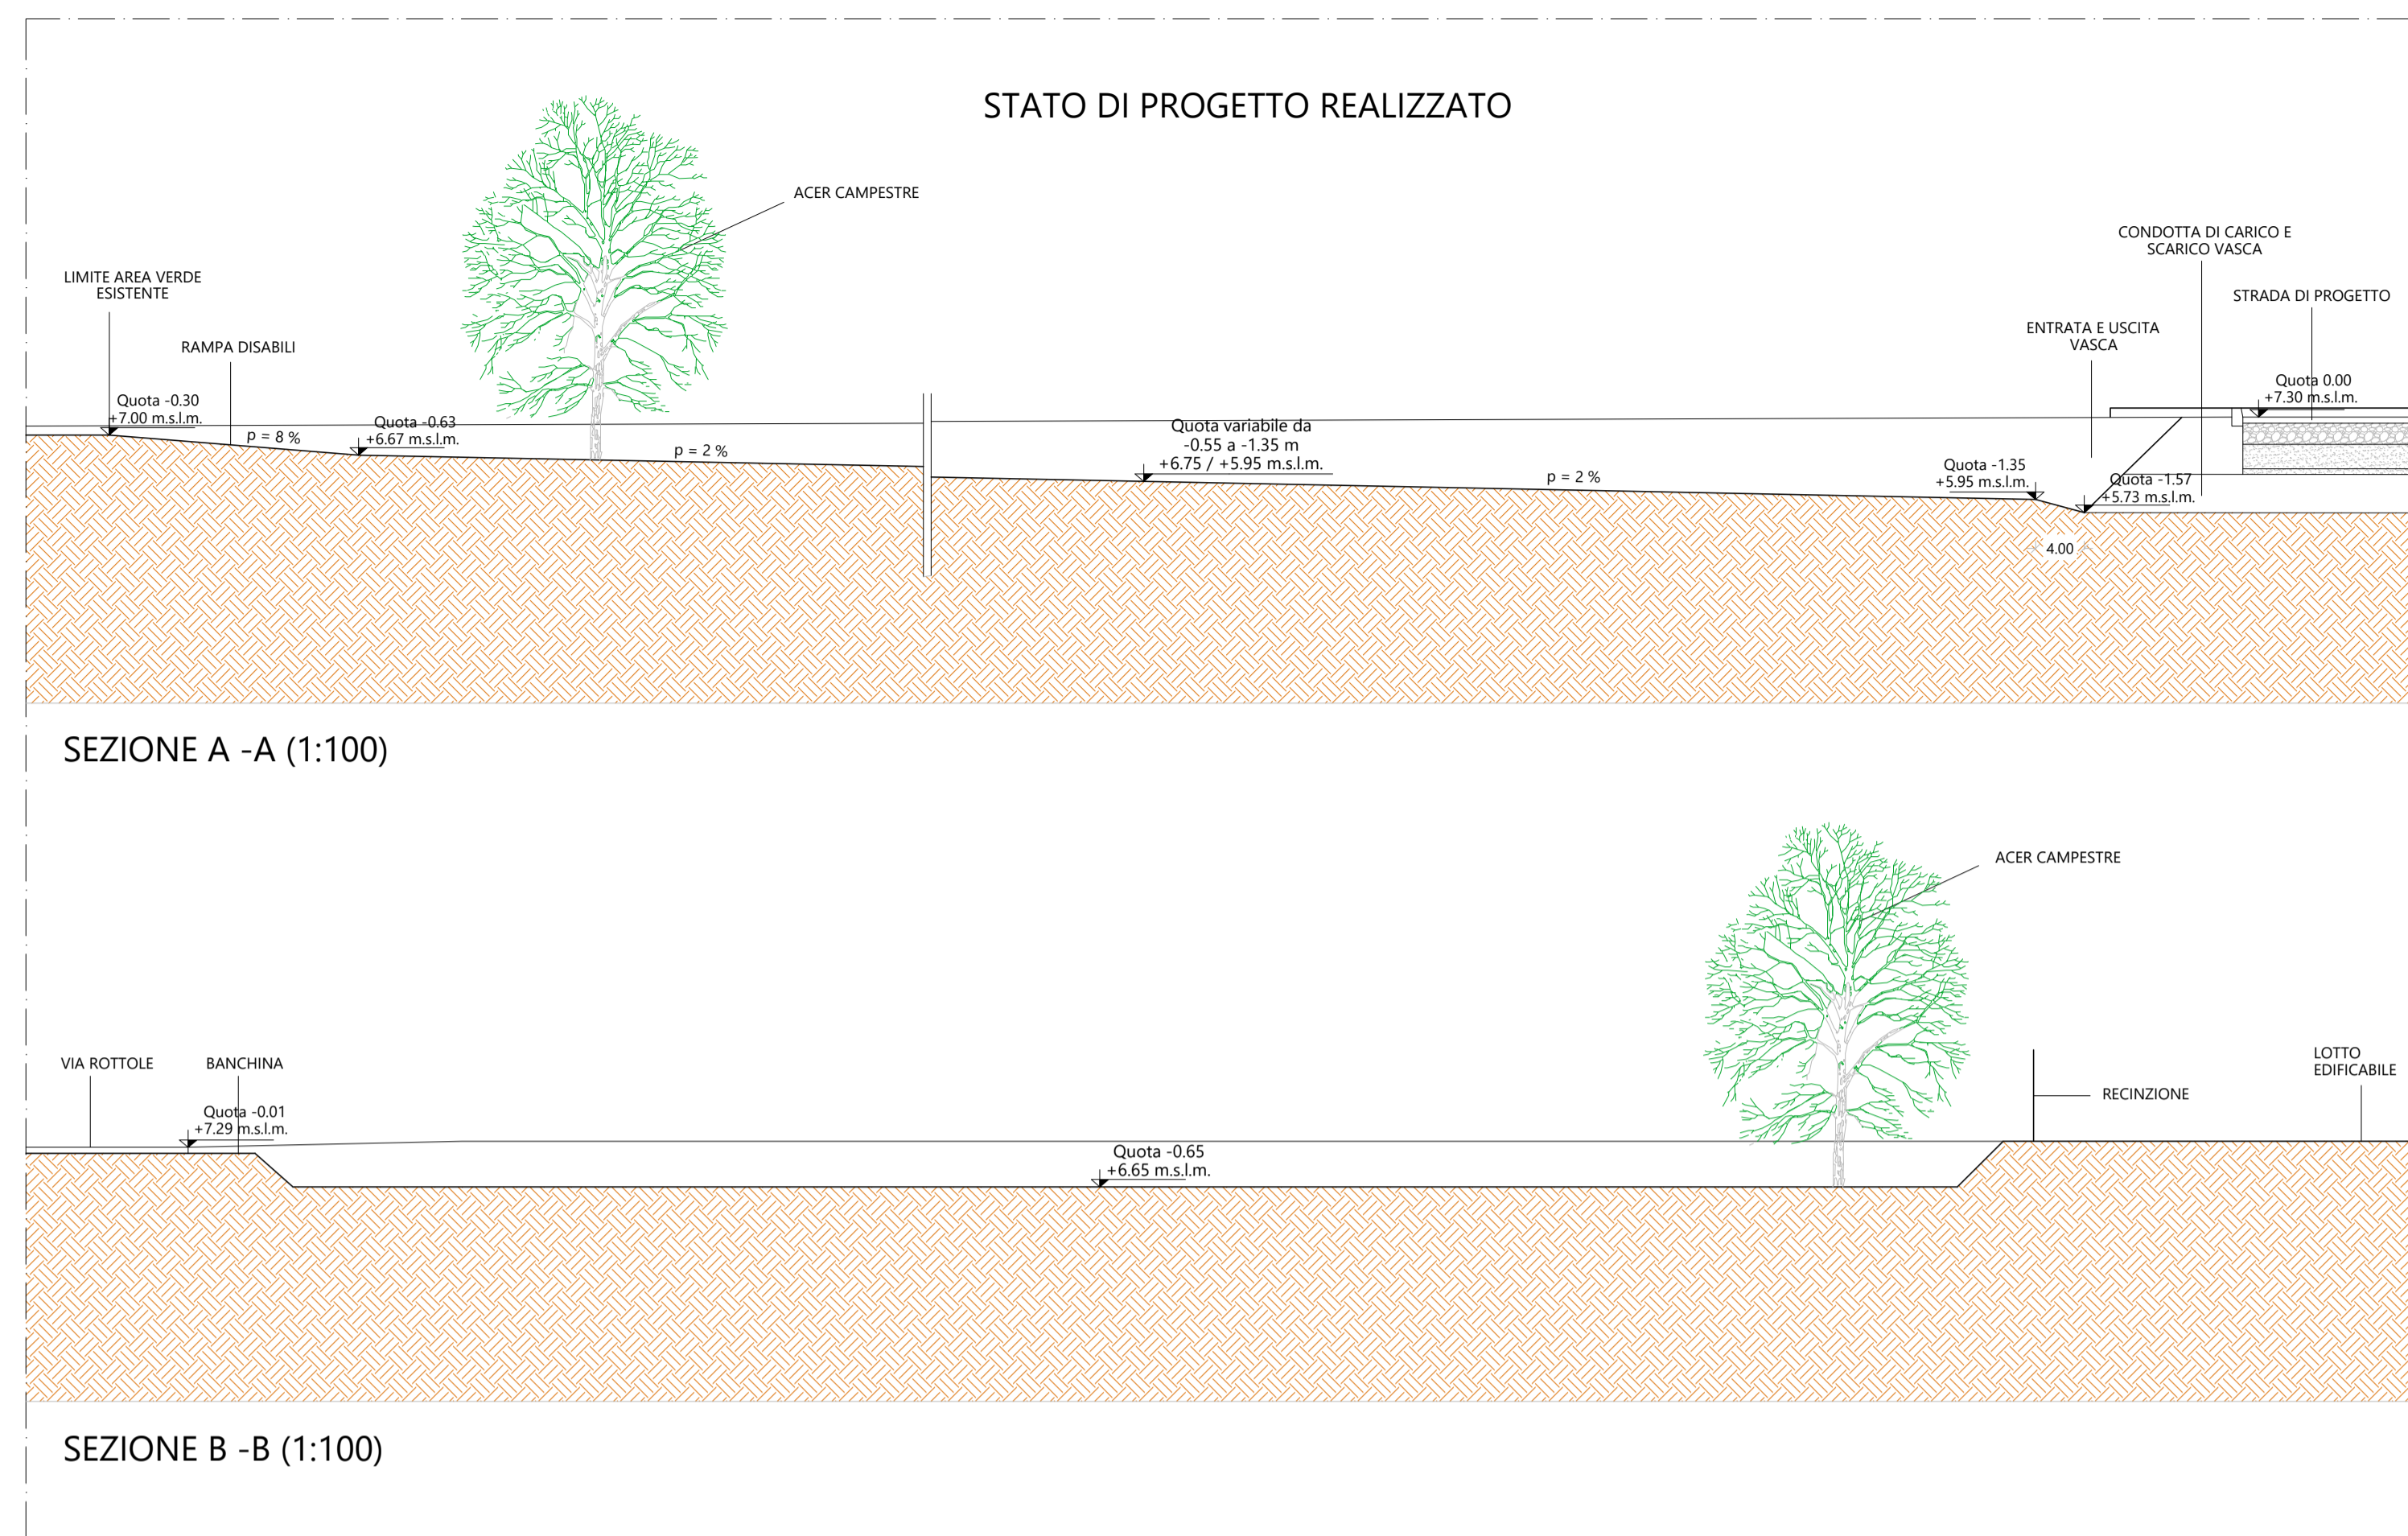 STATO DI PROGETTO REALIZZATO
ACER CAMPESTRE
CONDOTTA DI CARICO E
SCARICO VASCA
LIMITE AREA VERDE
ESISTENTE
STRADA DI PROGETTO
ENTRATA E USCITA
VASCA
RAMPA DISABILI
Quota 0.00
+7.30 m.s.l.m.
Quota -0.30
+7.00 m.s.l.m.
Quota -0.63
+6.67 m.s.l.m.
p = 8 %
p = 2 %
Quota variabile da
-0.55 a -1.35 m
+6.75 / +5.95 m.s.l.m.
p = 2 %
Quota -1.35
+5.95 m.s.l.m.
Quota -1.57
+5.73 m.s.l.m.
4.00
SEZIONE A -A (1:100)
ACER CAMPESTRE
VIA ROTTOLE
BANCHINA
LOTTO
EDIFICABILE
RECINZIONE
Quota -0.01
+7.29 m.s.l.m.
Quota -0.65
+6.65 m.s.l.m.
SEZIONE B -B (1:100)